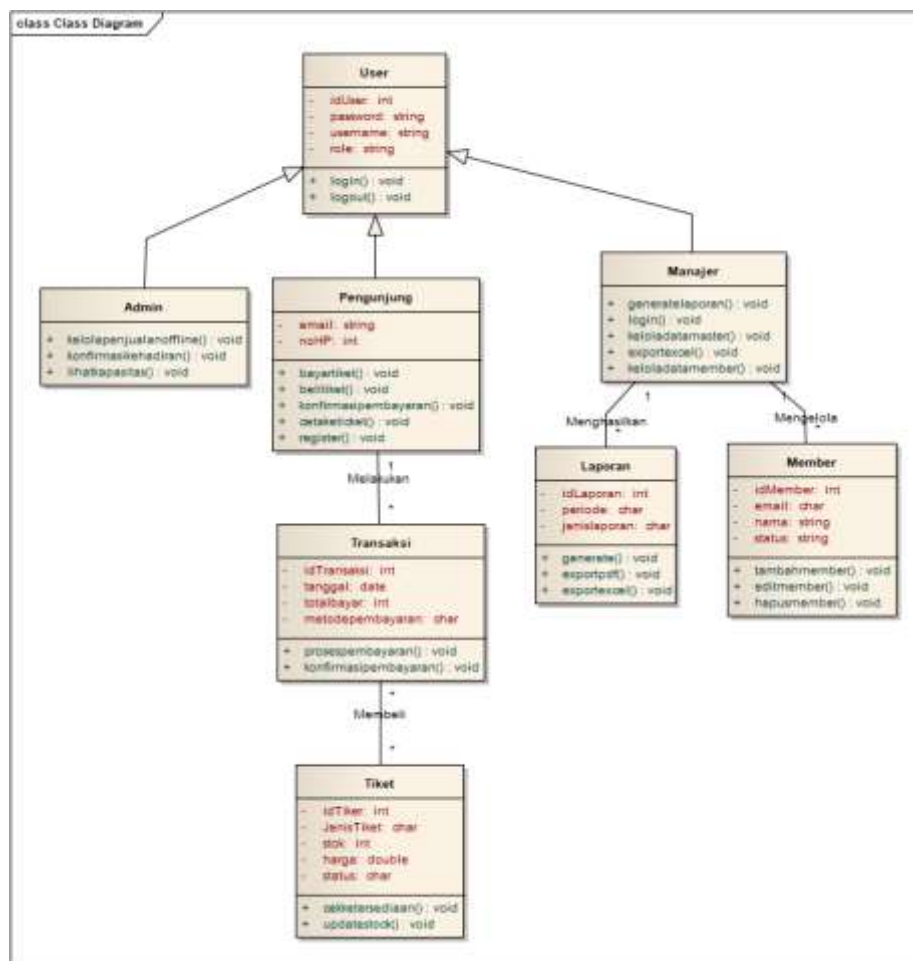 class Class Diagram
User
- idUser: int
- password: string
- username: string
- role: string
+ login() : void
+ logout() : void
Admin
+ kelolapenjualanoffline() : void
+ konfirmasikehadiran() : void
+ lihatkapasitas() : void
Pengunjung
- email: string
- noHP: int
+ bayartiket() : void
+ belitiket() : void
+ konfirmasipembayaran() : void
+ cetaketicket() : void
+ register() : void
Manajer
+ generatelaporan() : void
+ login() : void
+ keloladatamaster() : void
+ exportexcel() : void
+ keloladatamember() : void
1
Menghasilkan
*
1
Mengelola
*
Laporan
- idLaporan: int
- periode: char
- jenislaporan: char
+ generate() : void
+ exportpdf() : void
+ exportexcel() : void
Member
- idMember: int
- email: char
- nama: string
- status: string
+ tambahmember() : void
+ editmember() : void
+ hapusmember() : void
1
Melakukan
*
Transaksi
- idTransaksi: int
- tanggal: date
- totalbayar: int
- metodepembayaran: char
+ prosespembayaran() : void
+ konfirmasipembayaran() : void
*
Membeli
*
Tiket
- idTiker: int
- JenisTiket: char
- stok: int
- harga: double
- status: char
+ cekketersediaan() : void
+ updatestock() : void